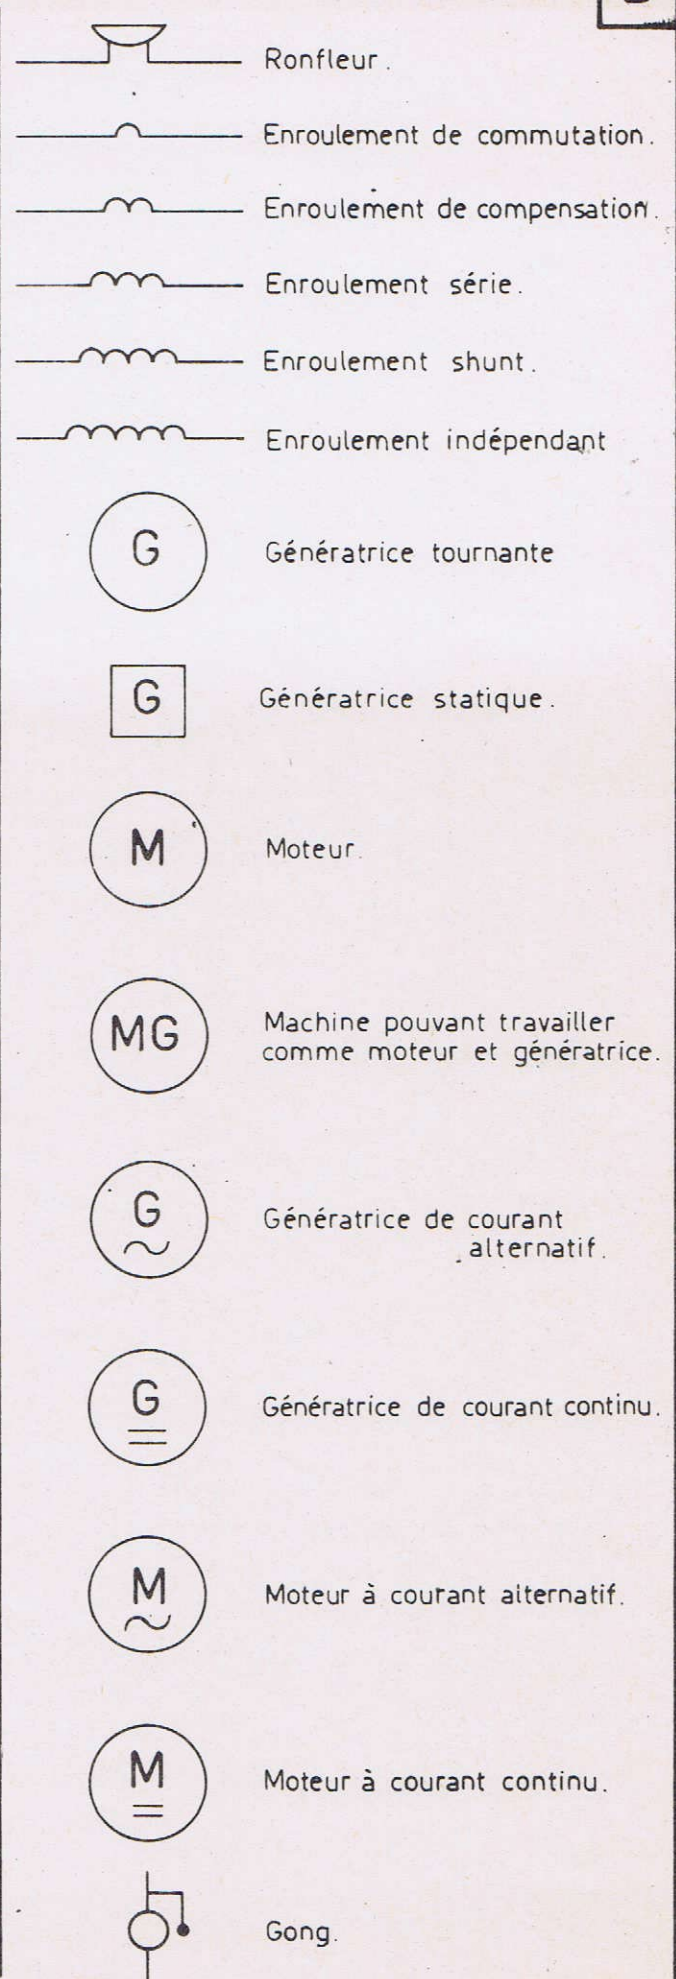 Ronfleur.
Enroulement de commutation.
Enroulement de compensation.
Enroulement série.
Enroulement shunt.
Enroulement indépendant
G Génératrice tournante
G Génératrice statique.
M Moteur.
MG Machine pouvant travailler
comme moteur et génératrice.
G Génératrice de courant
~ alternatif.
G Génératrice de courant continu.
=
M Moteur à courant alternatif.
~
M Moteur à courant continu.
=
Gong.